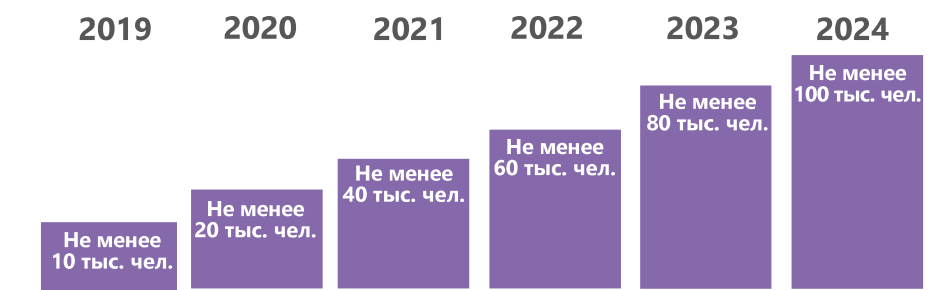 2019
2020
2021
2022
2023
2024
Не менее
10 тыс. чел.
Не менее
20 тыс. чел.
Не менее
40 тыс. чел.
Не менее
60 тыс. чел.
Не менее
80 тыс. чел.
Не менее
100 тыс. чел.